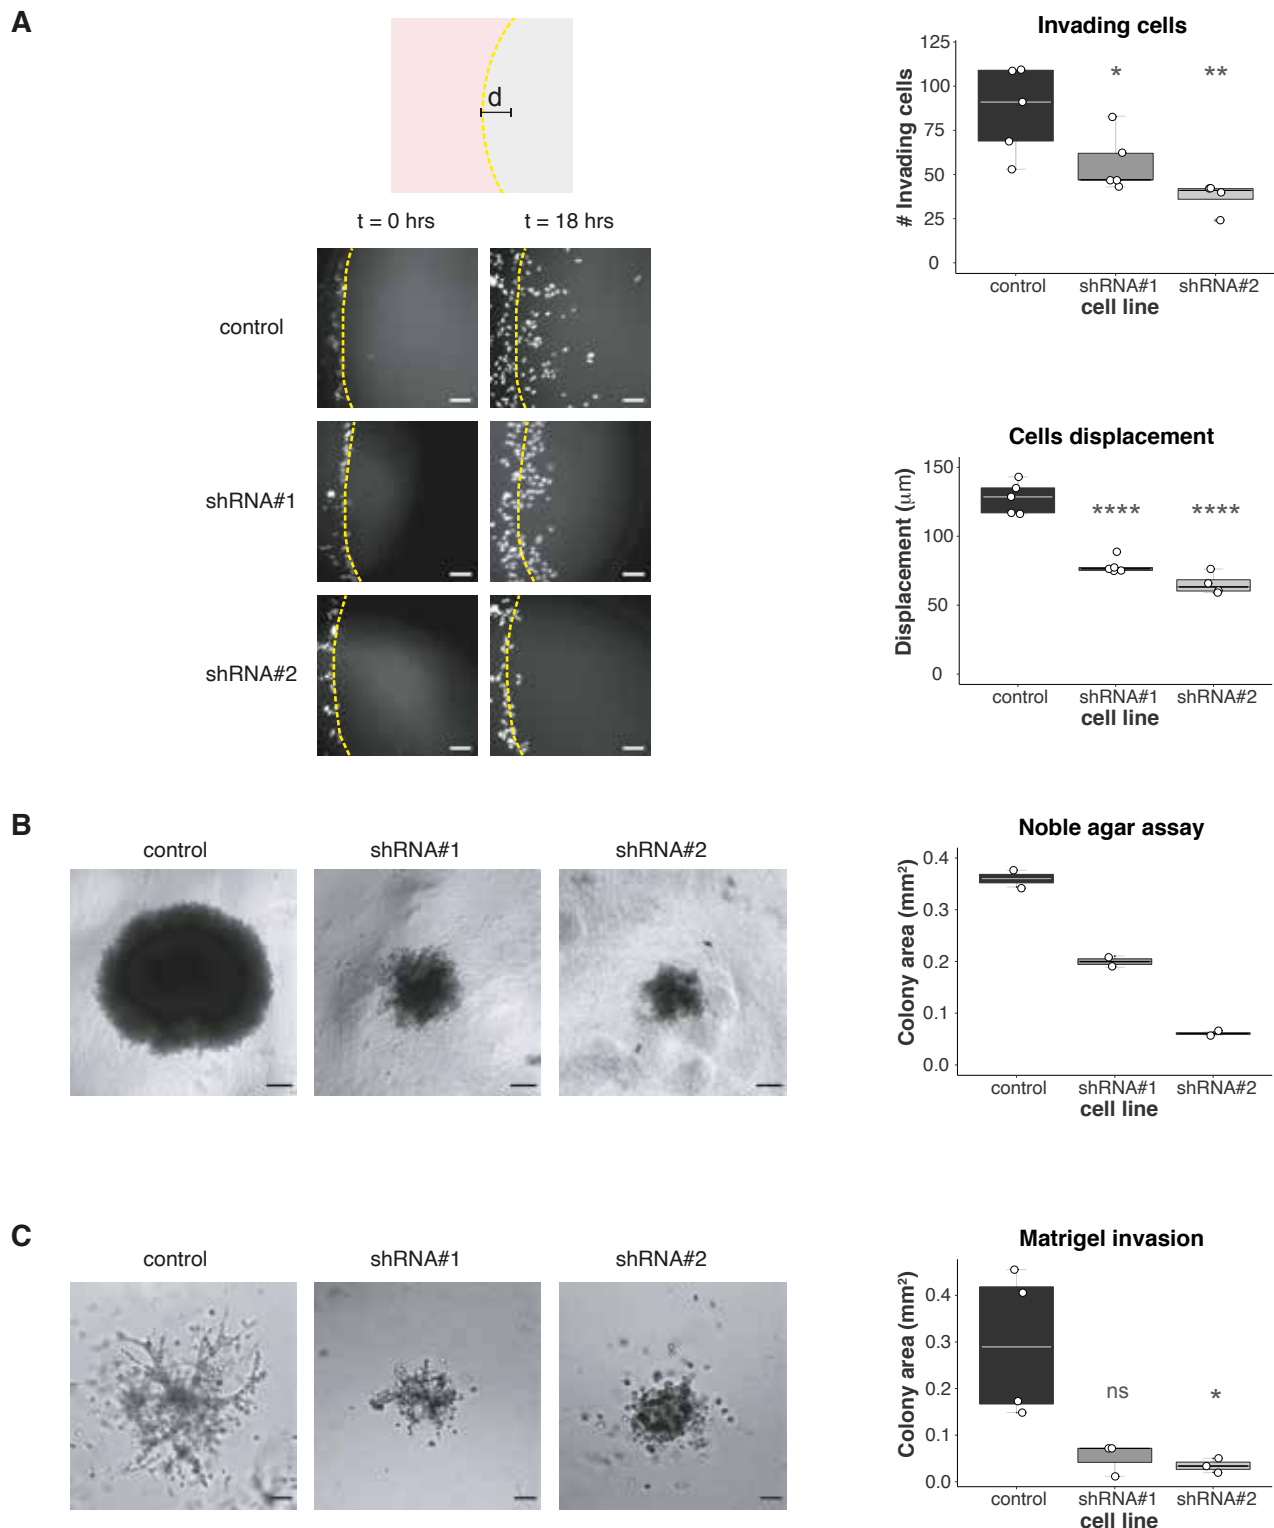 A
d
t = 0 hrs
t = 18 hrs
control
shRNA#1
shRNA#2
Invading cells
# Invading cells
125
100
75
50
25
0
*
**
control
shRNA#1
shRNA#2
cell line
Cells displacement
Displacement (μm)
150
100
50
0
****
****
control
shRNA#1
shRNA#2
cell line
B
control
shRNA#1
shRNA#2
Noble agar assay
Colony area (mm²)
0.4
0.3
0.2
0.1
0.0
control
shRNA#1
shRNA#2
cell line
C
control
shRNA#1
shRNA#2
Matrigel invasion
Colony area (mm²)
0.4
0.3
0.2
0.1
0.0
ns
*
control
shRNA#1
shRNA#2
cell line